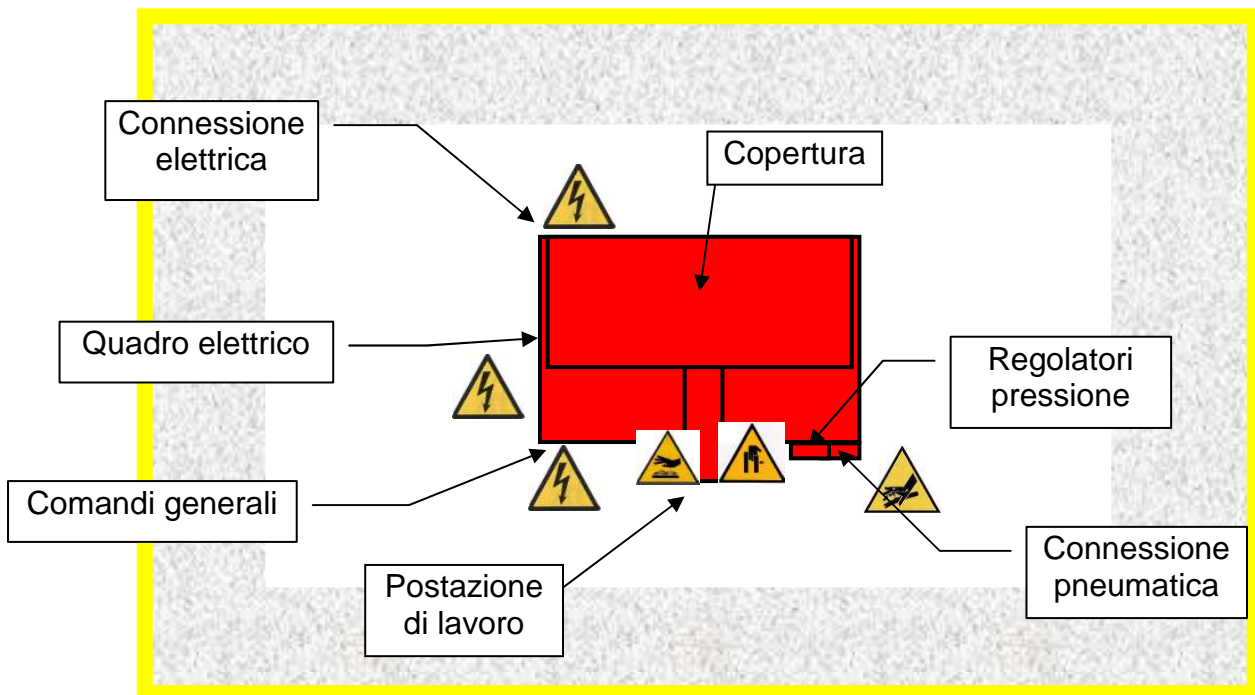 Connessione
elettrica
Copertura
Quadro elettrico
Regolatori
pressione
Comandi generali
Postazione
di lavoro
Connessione
pneumatica